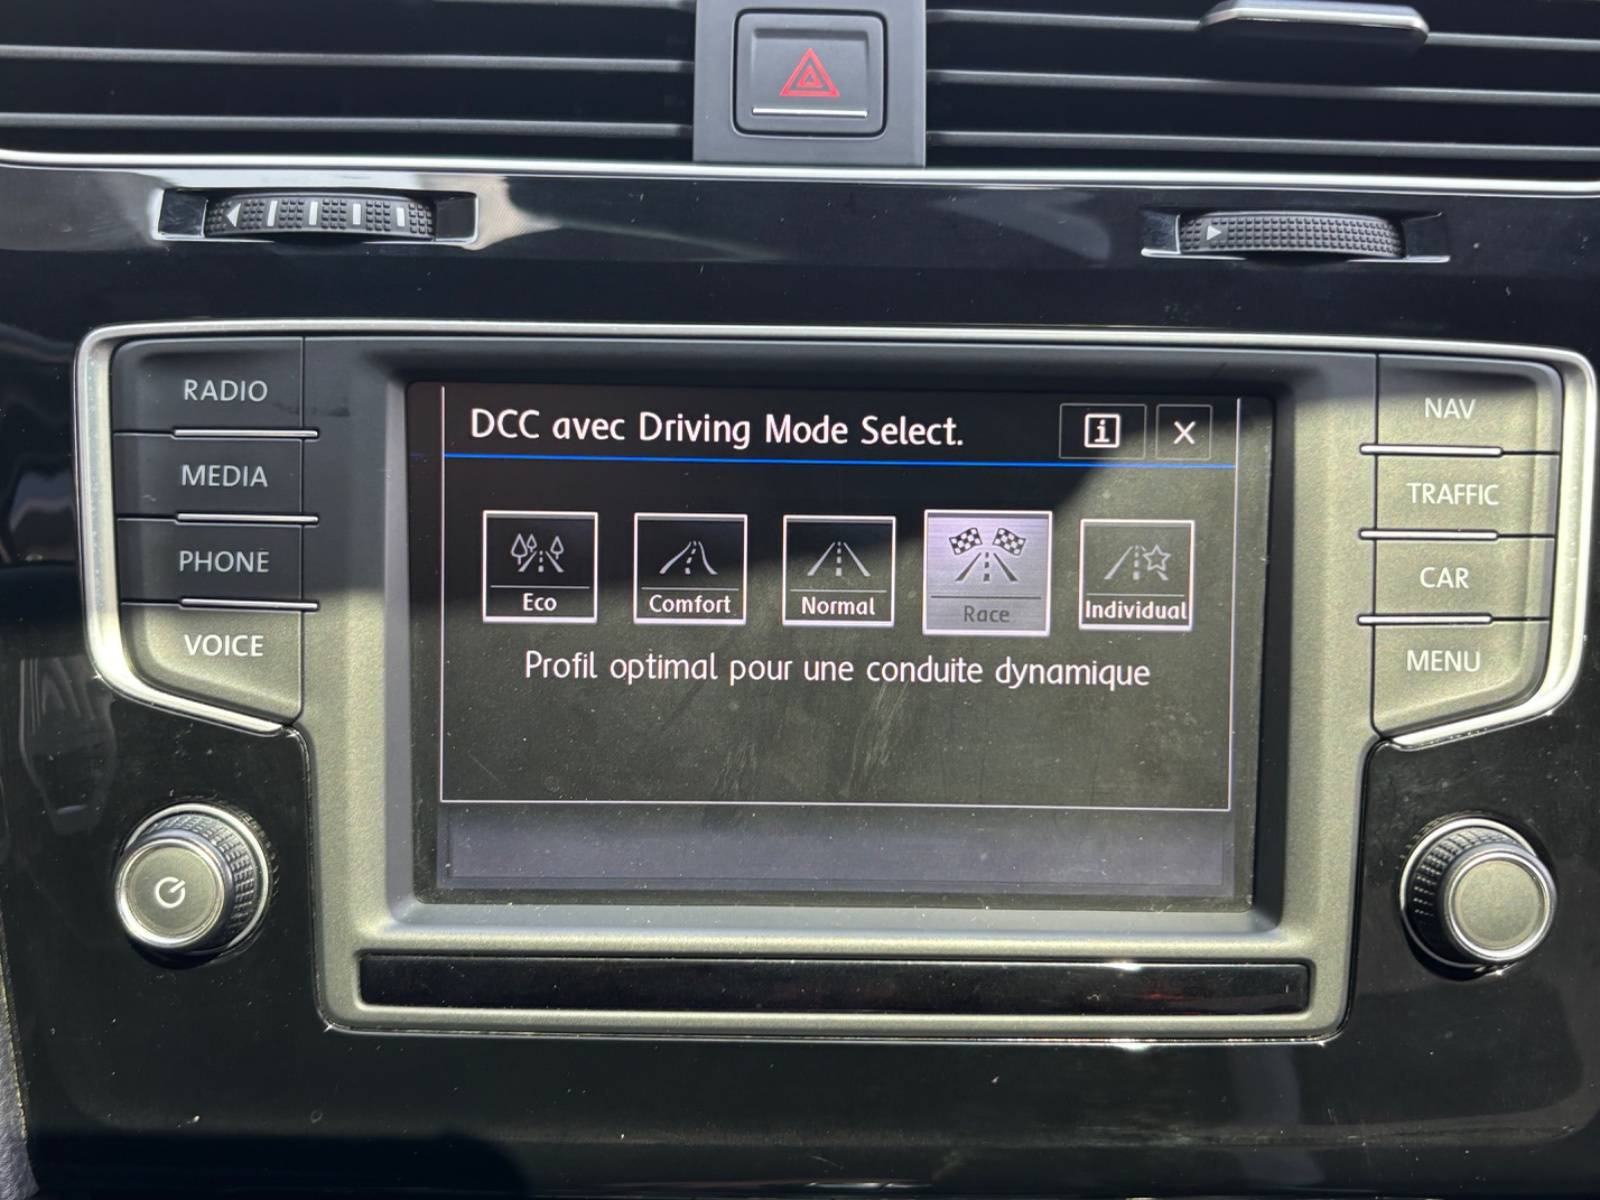 RADIO
MEDIA
PHONE
VOICE
DCC avec Driving Mode Select.
i
Eco
Comfort
Normal
Race
Individual
Profil optimal pour une conduite dynamique
NAV
TRAFFIC
CAR
MENU